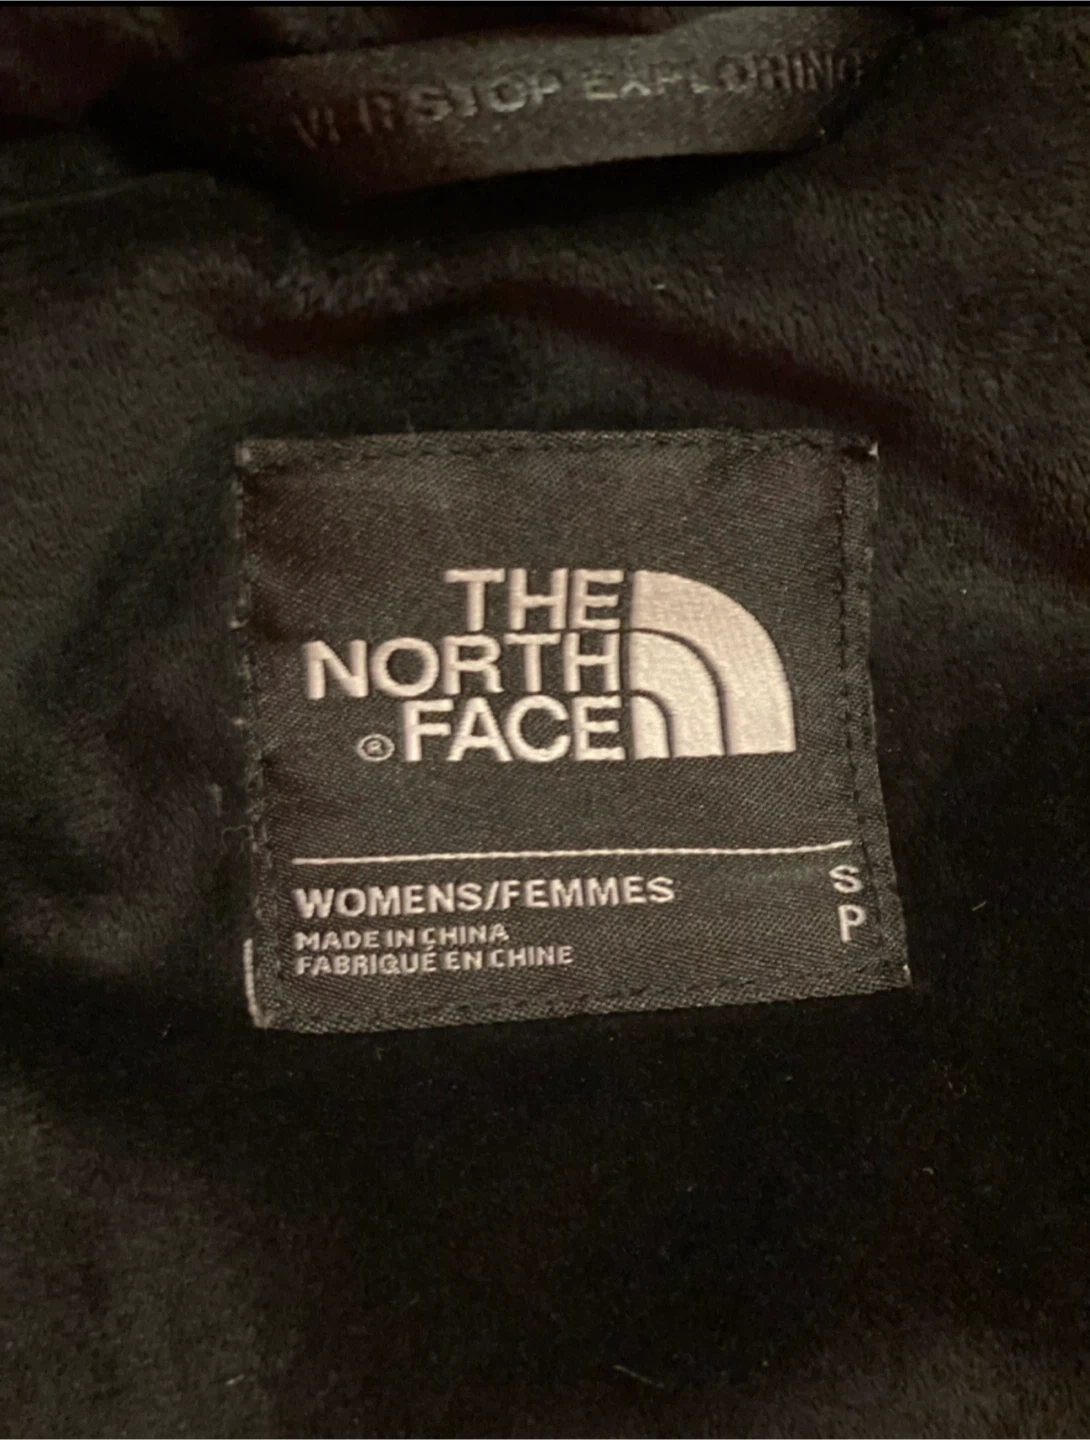 STOP EXPLORING
THE
NORTH
® FACE
WOMENS/FEMMES S
MADE IN CHINA P
FABRIQUÉ EN CHINE